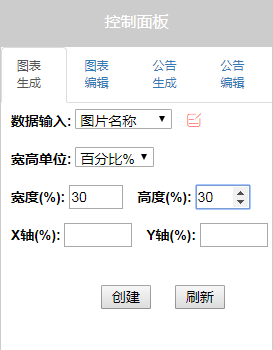 控制面板
图表 图表 公告 公告
生成 编辑 生成 编辑
数据输入: 图片名称
宽高单位: 百分比%
宽度(%): 30 高度(%): 30
X轴(%): Y轴(%):
创建 刷新